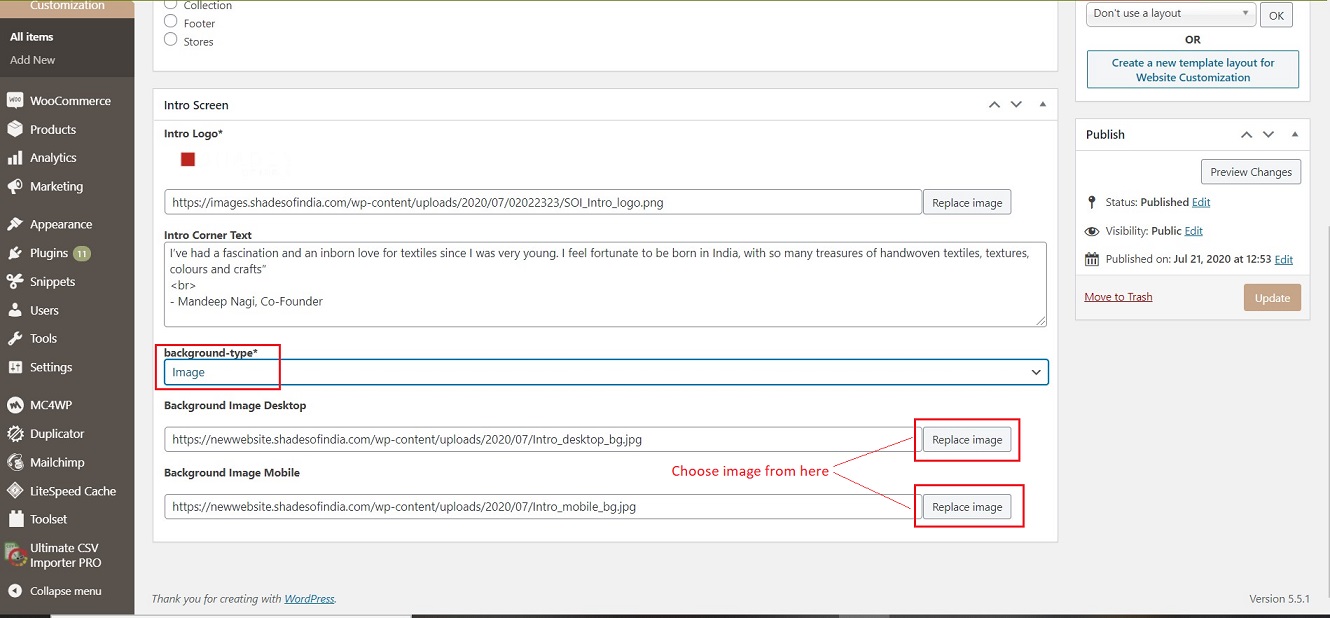 Customization
All items
Add New
WooCommerce
Products
Analytics
Marketing
Appearance
Plugins 11
Snippets
Users
Tools
Settings
MC4WP
Duplicator
Mailchimp
LiteSpeed Cache
Toolset
Ultimate CSV
Importer PRO
Collapse menu
Collection
Footer
Stores
Intro Screen
Intro Logo*
https://images.shadesofindia.com/wp-content/uploads/2020/07/02022323/SOI_Intro_logo.png
Replace image
Intro Corner Text
I've had a fascination and an inborn love for textiles since I was very young. I feel fortunate to be born in India, with so many treasures of handwoven textiles, textures,
colours and crafts"
<br>
- Mandeep Nagi, Co-Founder
background-type*
Image
Background Image Desktop
https://newwebsite.shadesofindia.com/wp-content/uploads/2020/07/Intro_desktop_bg.jpg
Replace image
Choose image from here
Background Image Mobile
https://newwebsite.shadesofindia.com/wp-content/uploads/2020/07/Intro_mobile_bg.jpg
Replace image
Thank you for creating with WordPress.
Version 5.5.1
Don't use a layout
OK
OR
Create a new template layout for
Website Customization
Publish
Preview Changes
Status: Published Edit
Visibility: Public Edit
Published on: Jul 21, 2020 at 12:53 Edit
Move to Trash
Update